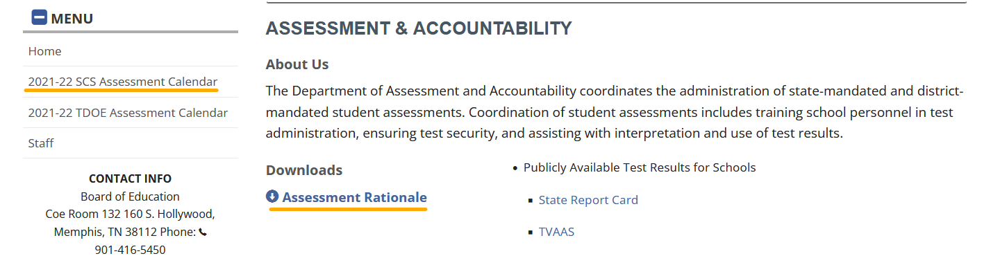 MENU
Home
2021-22 SCS Assessment Calendar
2021-22 TDOE Assessment Calendar
Staff
CONTACT INFO
Board of Education
Coe Room 132 160 S. Hollywood,
Memphis, TN 38112 Phone:
901-416-5450
ASSESSMENT & ACCOUNTABILITY
About Us
The Department of Assessment and Accountability coordinates the administration of state-mandated and district-
mandated student assessments. Coordination of student assessments includes training school personnel in test
administration, ensuring test security, and assisting with interpretation and use of test results.
Downloads
Assessment Rationale
Publicly Available Test Results for Schools
State Report Card
TVAAS